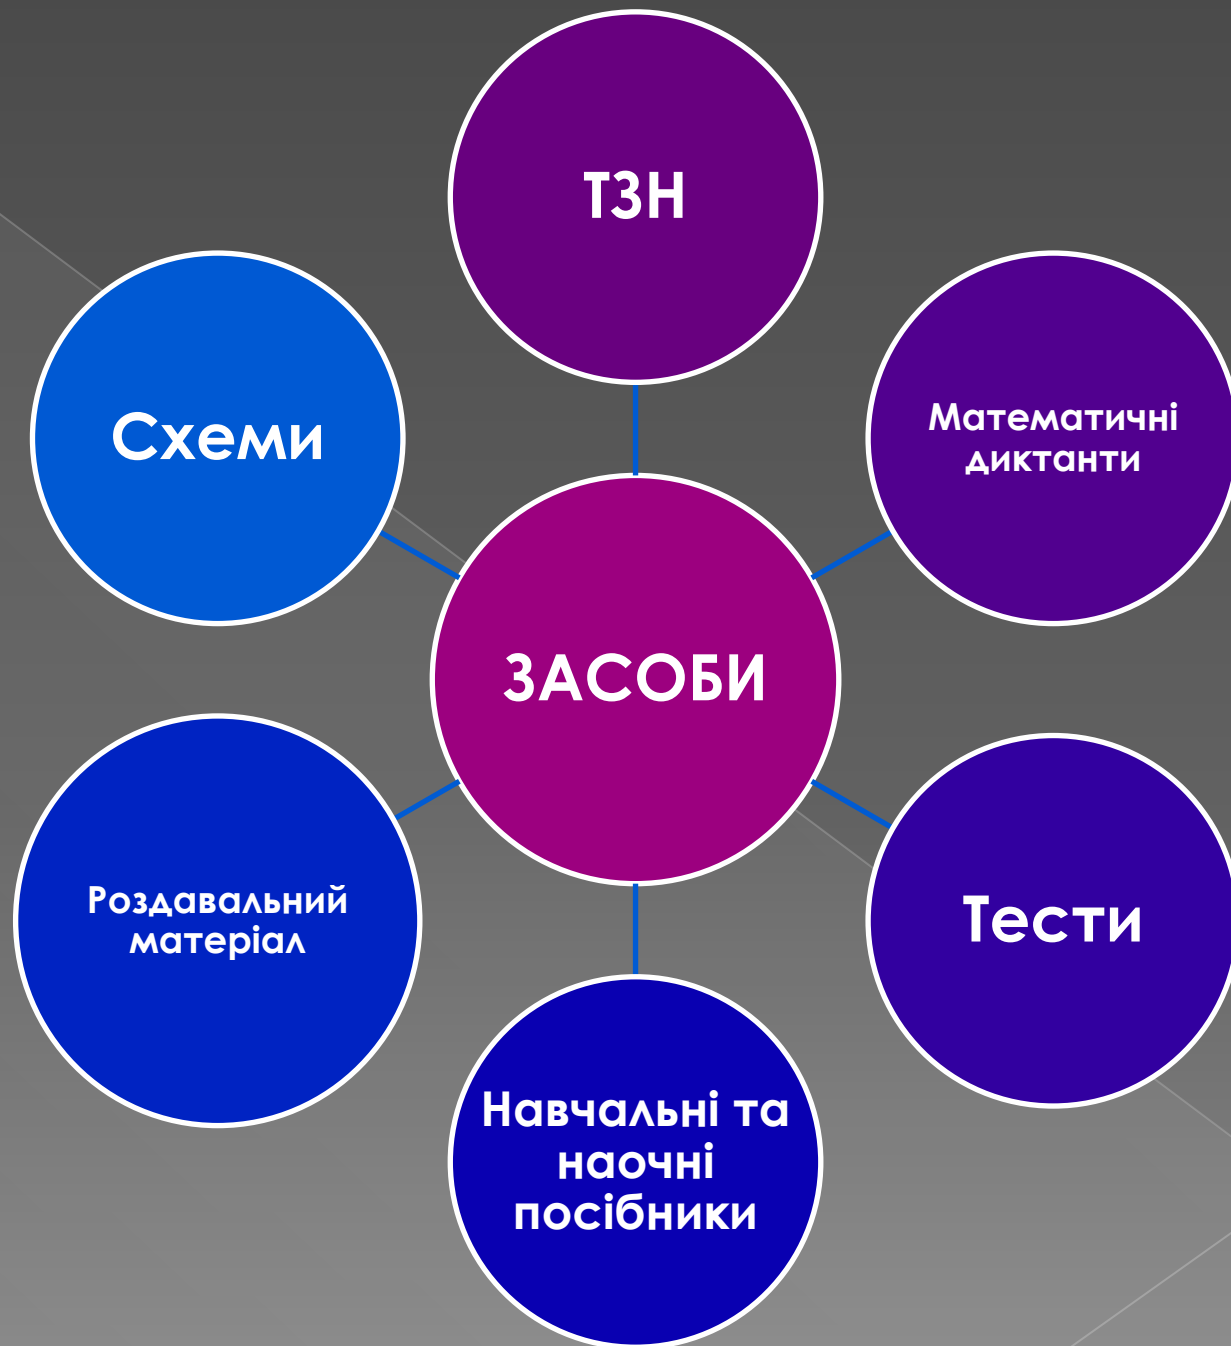 ТЗН
Схеми
Математичні
диктанти
ЗАСОБИ
Роздавальний
матеріал
Тести
Навчальні та
наочні
посібники